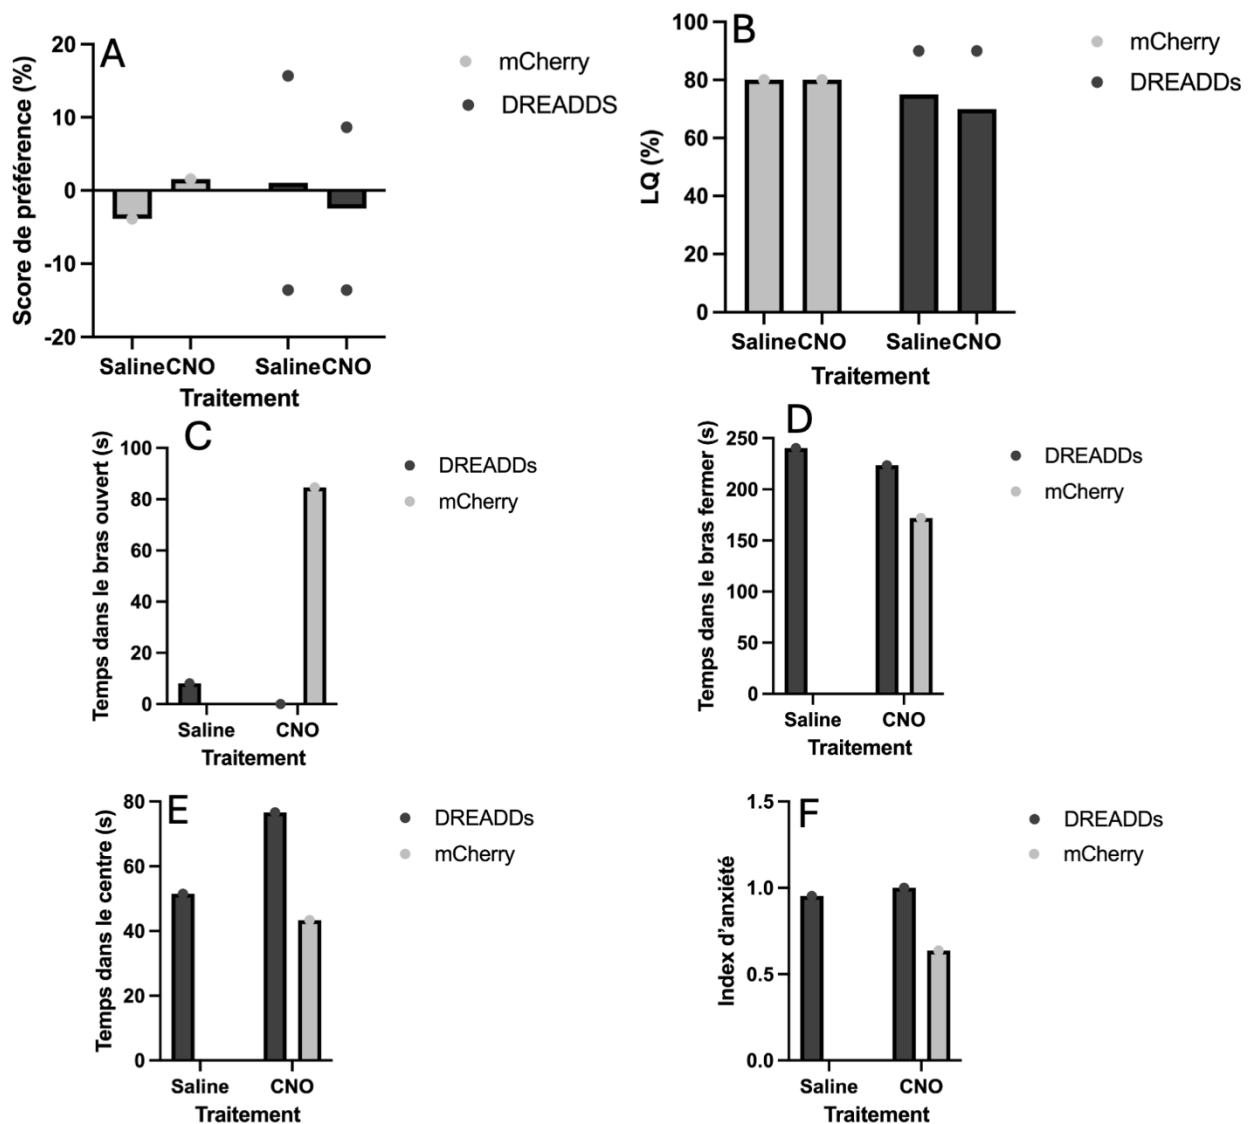 A
Score de préférence (%)
20
10
0
-10
-20
SalineCNO SalineCNO
Traitement
mCherry
DREADDS
B
LQ (%)
100
80
60
40
20
0
SalineCNO SalineCNO
Traitement
mCherry
DREADDs
C
Temps dans le bras ouvert (s)
100
80
60
40
20
0
Saline CNO
Traitement
DREADDs
mCherry
D
Temps dans le bras fermer (s)
250
200
150
100
50
0
Saline CNO
Traitement
DREADDs
mCherry
E
Temps dans le centre (s)
80
60
40
20
0
Saline CNO
Traitement
DREADDs
mCherry
F
Index d'anxiété
1.5
1.0
0.5
0.0
Saline CNO
Traitement
DREADDs
mCherry